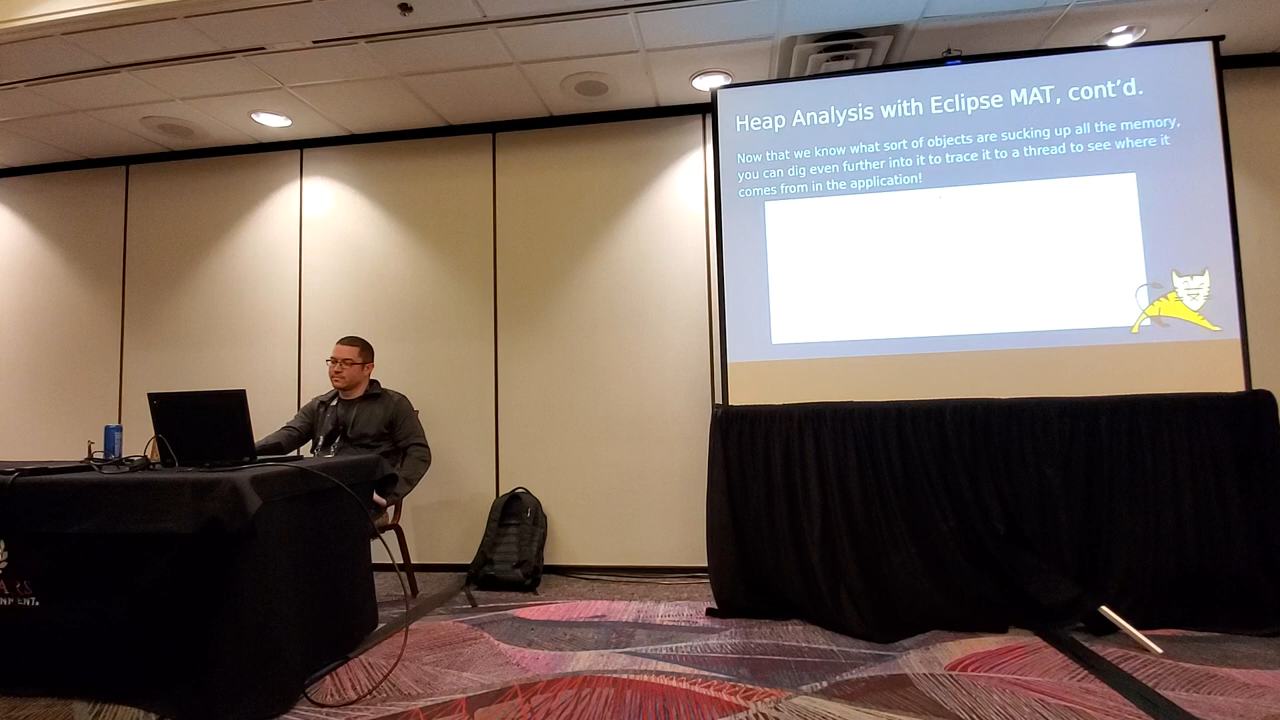 Heap Analysis with Eclipse MAT, cont'd.
Now that we know what sort of objects are sucking up all the memory,
you can dig even further into it to trace it to a thread to see where it
comes from in the application!